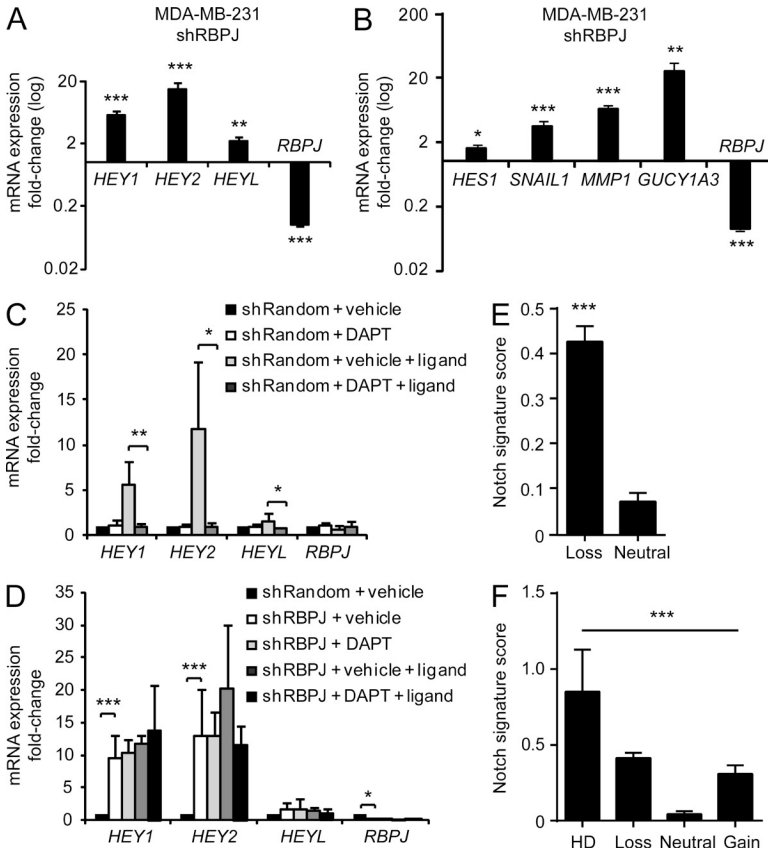 A
MDA-MB-231
shRBPJ
mRNA expression
fold-change (log)
20
2
0.2
0.02
***
***
**
RBPJ
***
HEY1 HEY2 HEYL
B
MDA-MB-231
shRBPJ
mRNA expression
fold-change (log)
200
20
2
0.2
0.02
*
***
***
**
RBPJ
***
HES1 SNAIL1 MMP1 GUCY1A3
C
mRNA expression
fold-change
25
20
15
10
5
0
shRandom + vehicle
shRandom + DAPT
shRandom + vehicle + ligand
shRandom + DAPT + ligand
**
*
*
HEY1 HEY2 HEYL RBPJ
E
Notch signature score
0.5
0.4
0.3
0.2
0.1
0
***
Loss Neutral
D
mRNA expression
fold-change
35
30
25
20
15
10
5
0
shRandom + vehicle
shRBPJ + vehicle
shRBPJ + DAPT
shRBPJ + vehicle + ligand
shRBPJ + DAPT + ligand
***
***
*
HEY1 HEY2 HEYL RBPJ
F
Notch signature score
1.5
1.0
0.5
0
***
HD Loss Neutral Gain